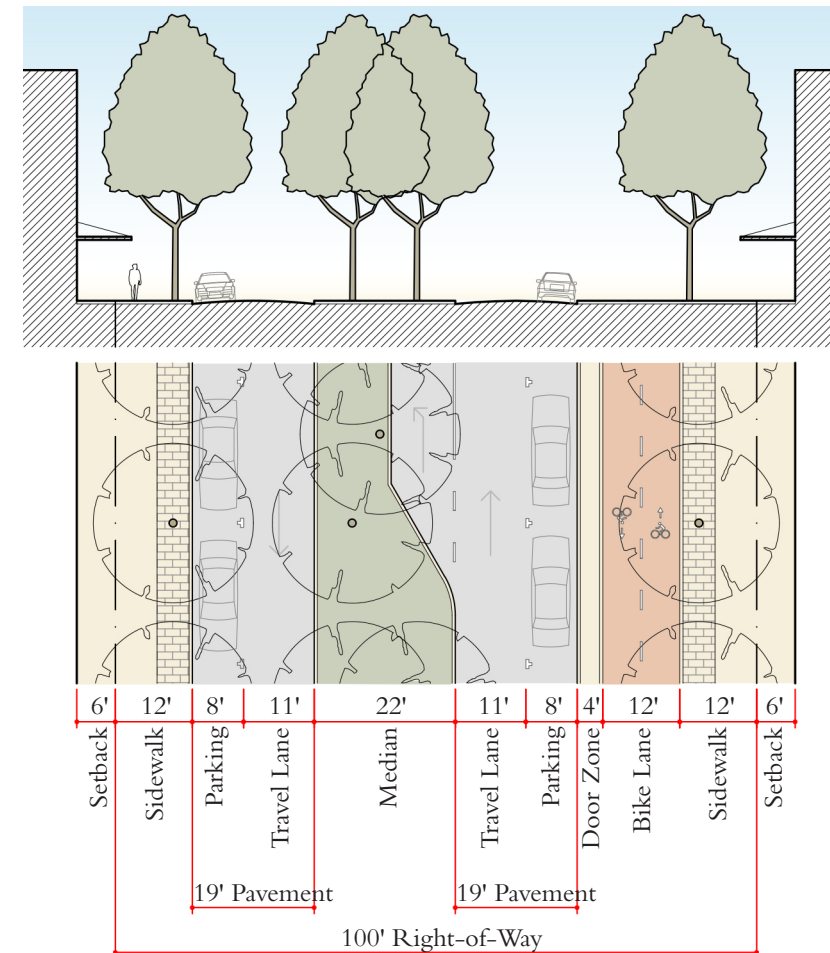 6' 12' 8' 11' 22' 11' 8' 4' 12' 12' 6'
Setback
Sidewalk
Parking
Travel Lane
Median
Travel Lane
Parking
Door Zone
Bike Lane
Sidewalk
Setback
19' Pavement 19' Pavement
100' Right-of-Way